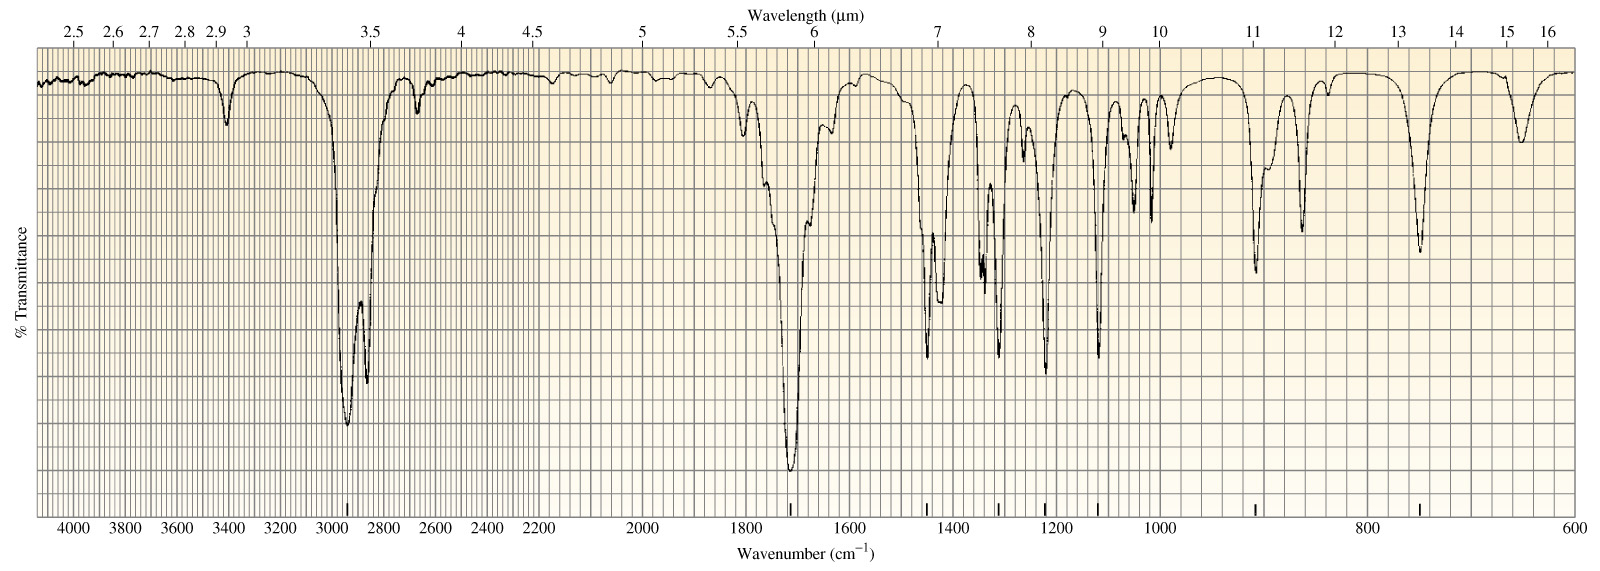 Wavelength (μm)
2.5 2.6 2.7 2.8 2.9 3 3.5 4 4.5 5 5.5 6 7 8 9 10 11 12 13 14 15 16
% Transmittance
4000 3800 3600 3400 3200 3000 2800 2600 2400 2200 2000 1800 1600 1400 1200 1000 800 600
Wavenumber (cm⁻¹)